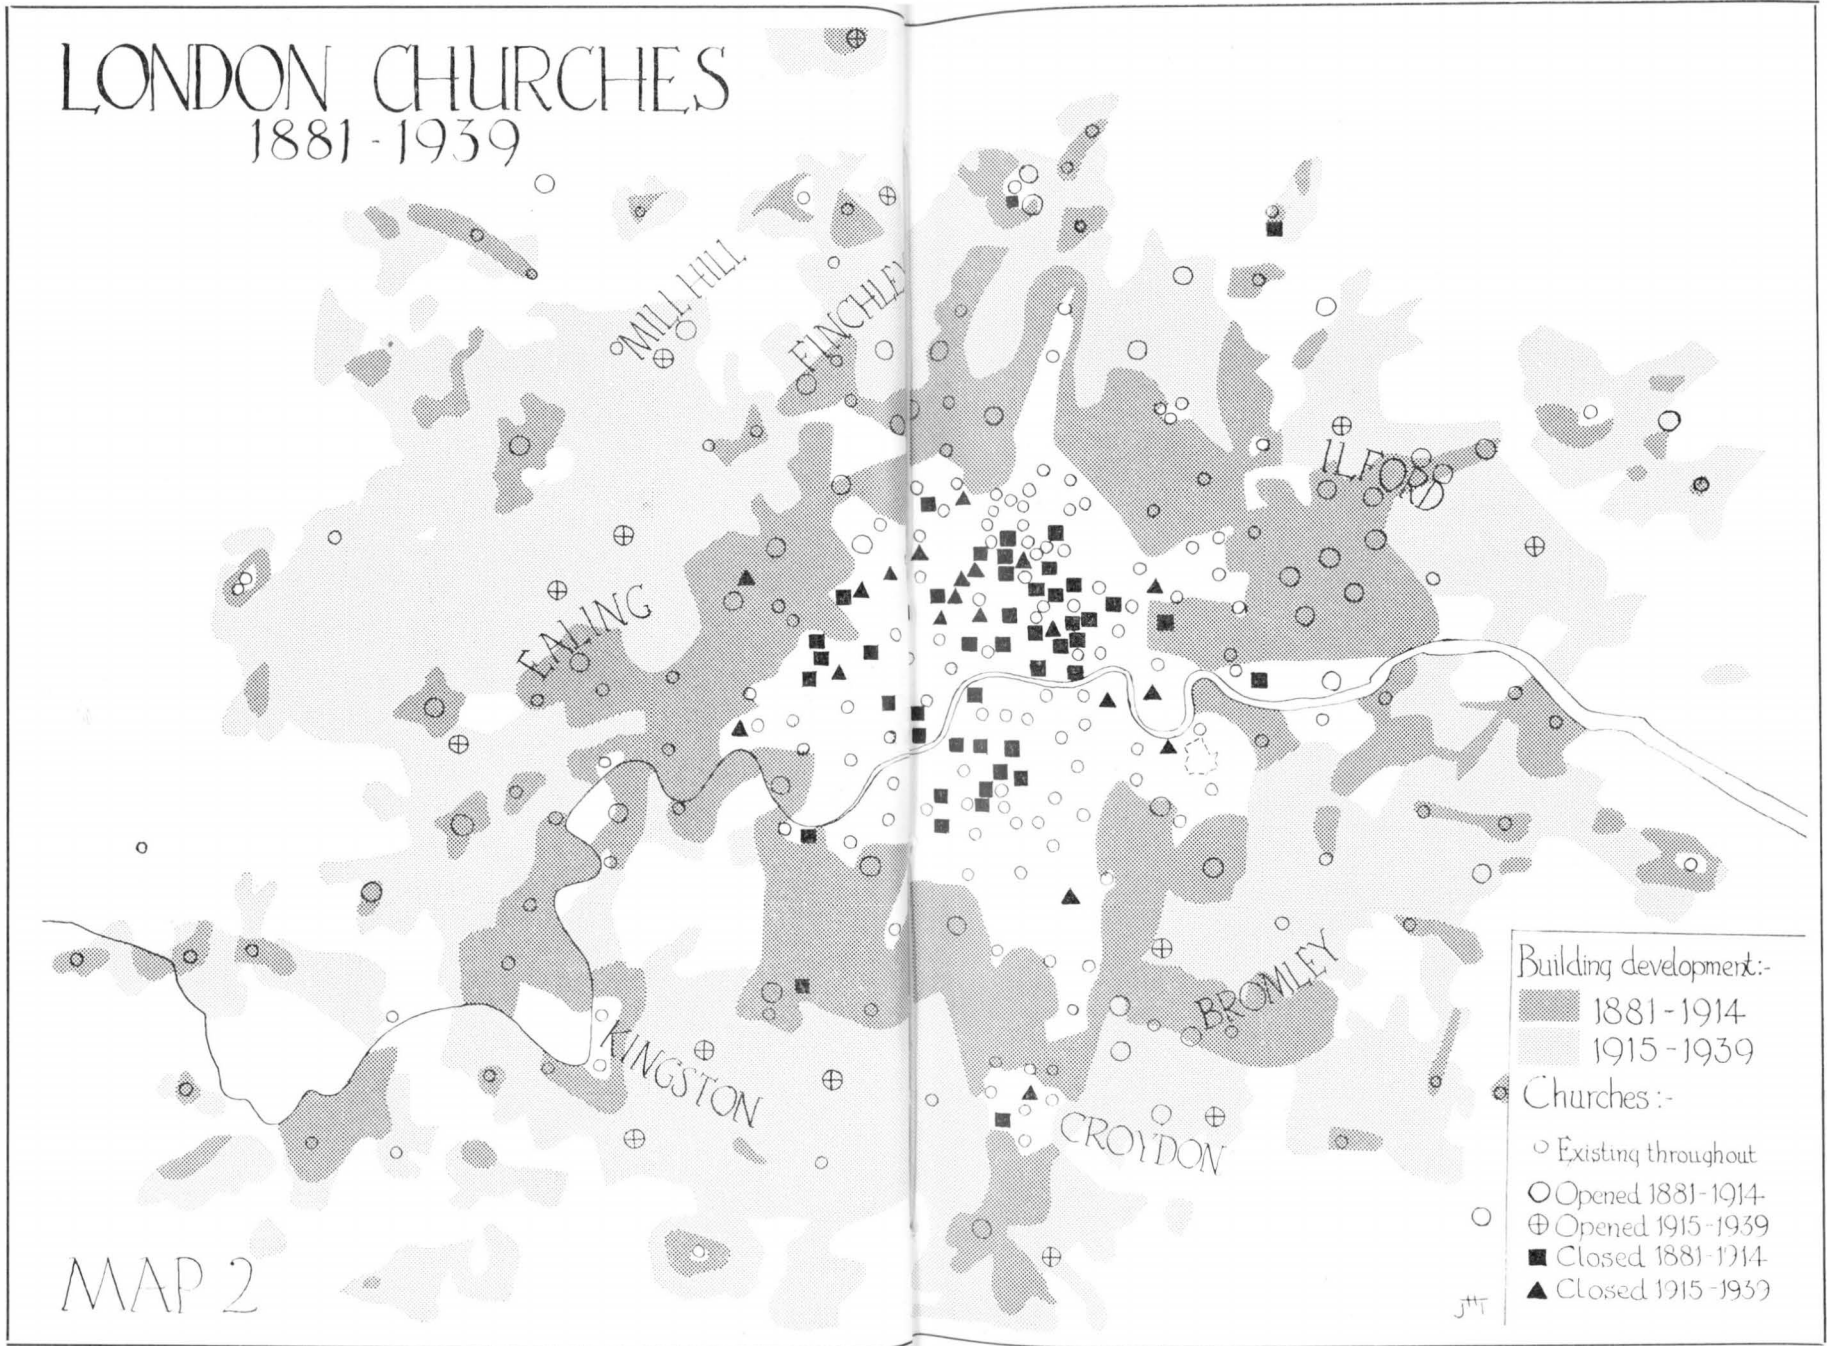 LONDON CHURCHES
1881-1939
MILL HILL
FINCHLEY
ILFORD
EALING
KINGSTON
BROMLEY
CROYDON
MAP 2
Building development:-
1881-1914
1915-1939
Churches:-
Existing throughout
Opened 1881-1914
Opened 1915-1939
Closed 1881-1914
Closed 1915-1939
JHT